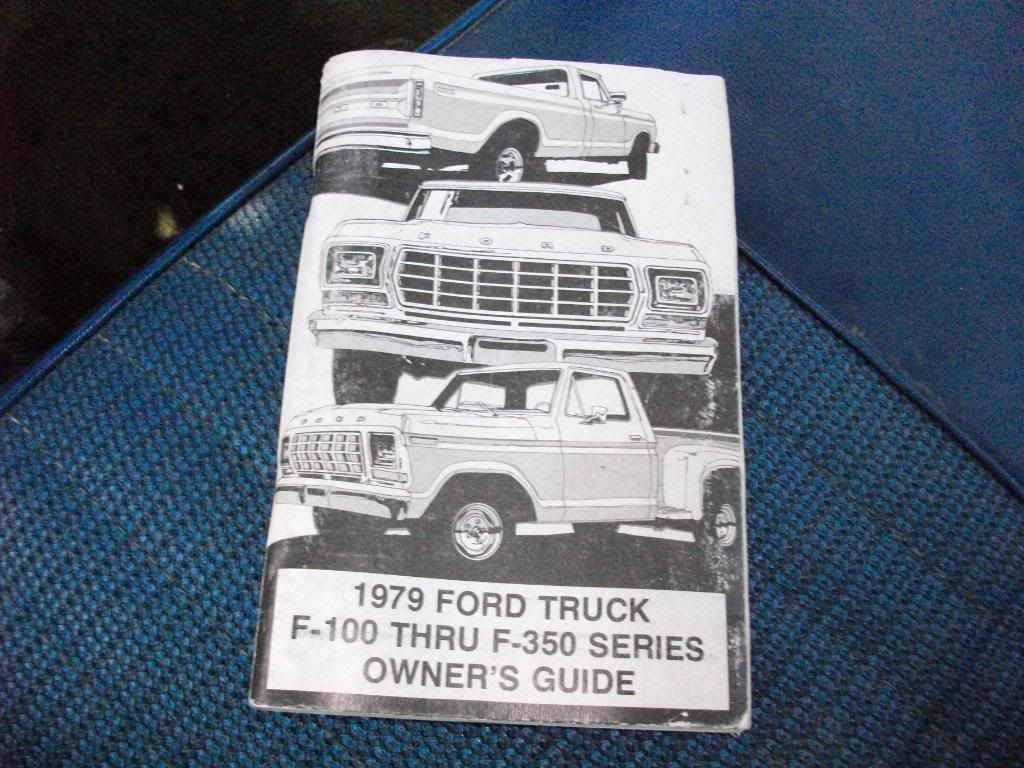 FORD
FORD
1979 FORD TRUCK
F-100 THRU F-350 SERIES
OWNER'S GUIDE